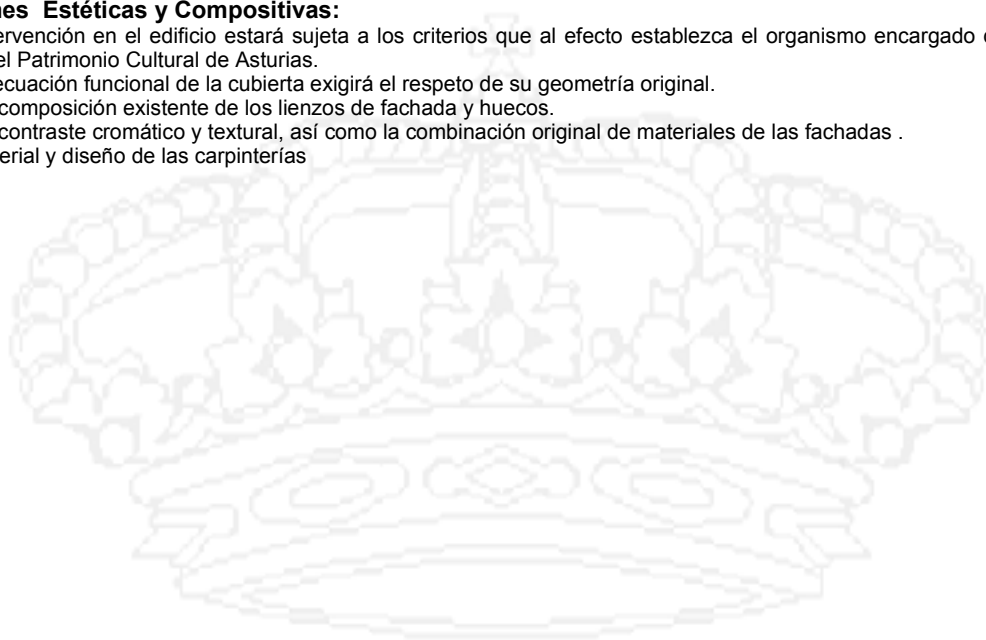 nes Estéticas y Compositivas:
ervención en el edificio estará sujeta a los criterios que al efecto establezca el organismo encargado
el Patrimonio Cultural de Asturias.
ecuación funcional de la cubierta exigirá el respeto de su geometría original.
composición existente de los lienzos de fachada y huecos.
contraste cromático y textural, así como la combinación original de materiales de las fachadas .
erial y diseño de las carpinterías